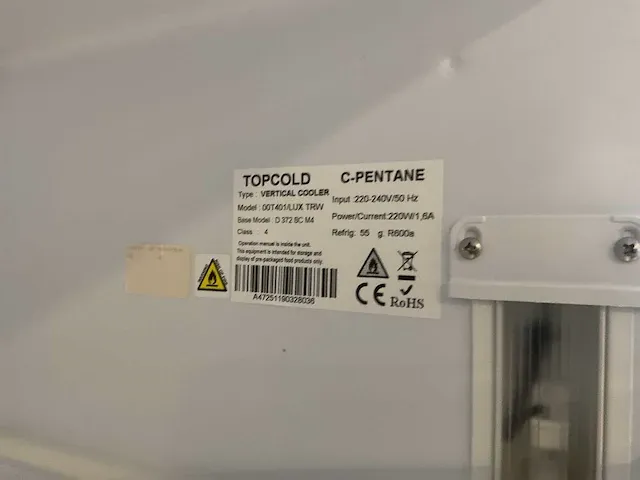 TOPCOLD C-PENTANE
Type : VERTICAL COOLER
Input :220-240V/50 Hz
Model : 00T401/LUX TRW
Power/Current:220W/1,6A
Base Model : D 372 SC M4
Refrig: 55 g. R600a
Class : 4
Operation manual is inside the unit.
This equipment is intended for storage and
display of pre-packaged food products only.
A47251190328036
CE RoHS